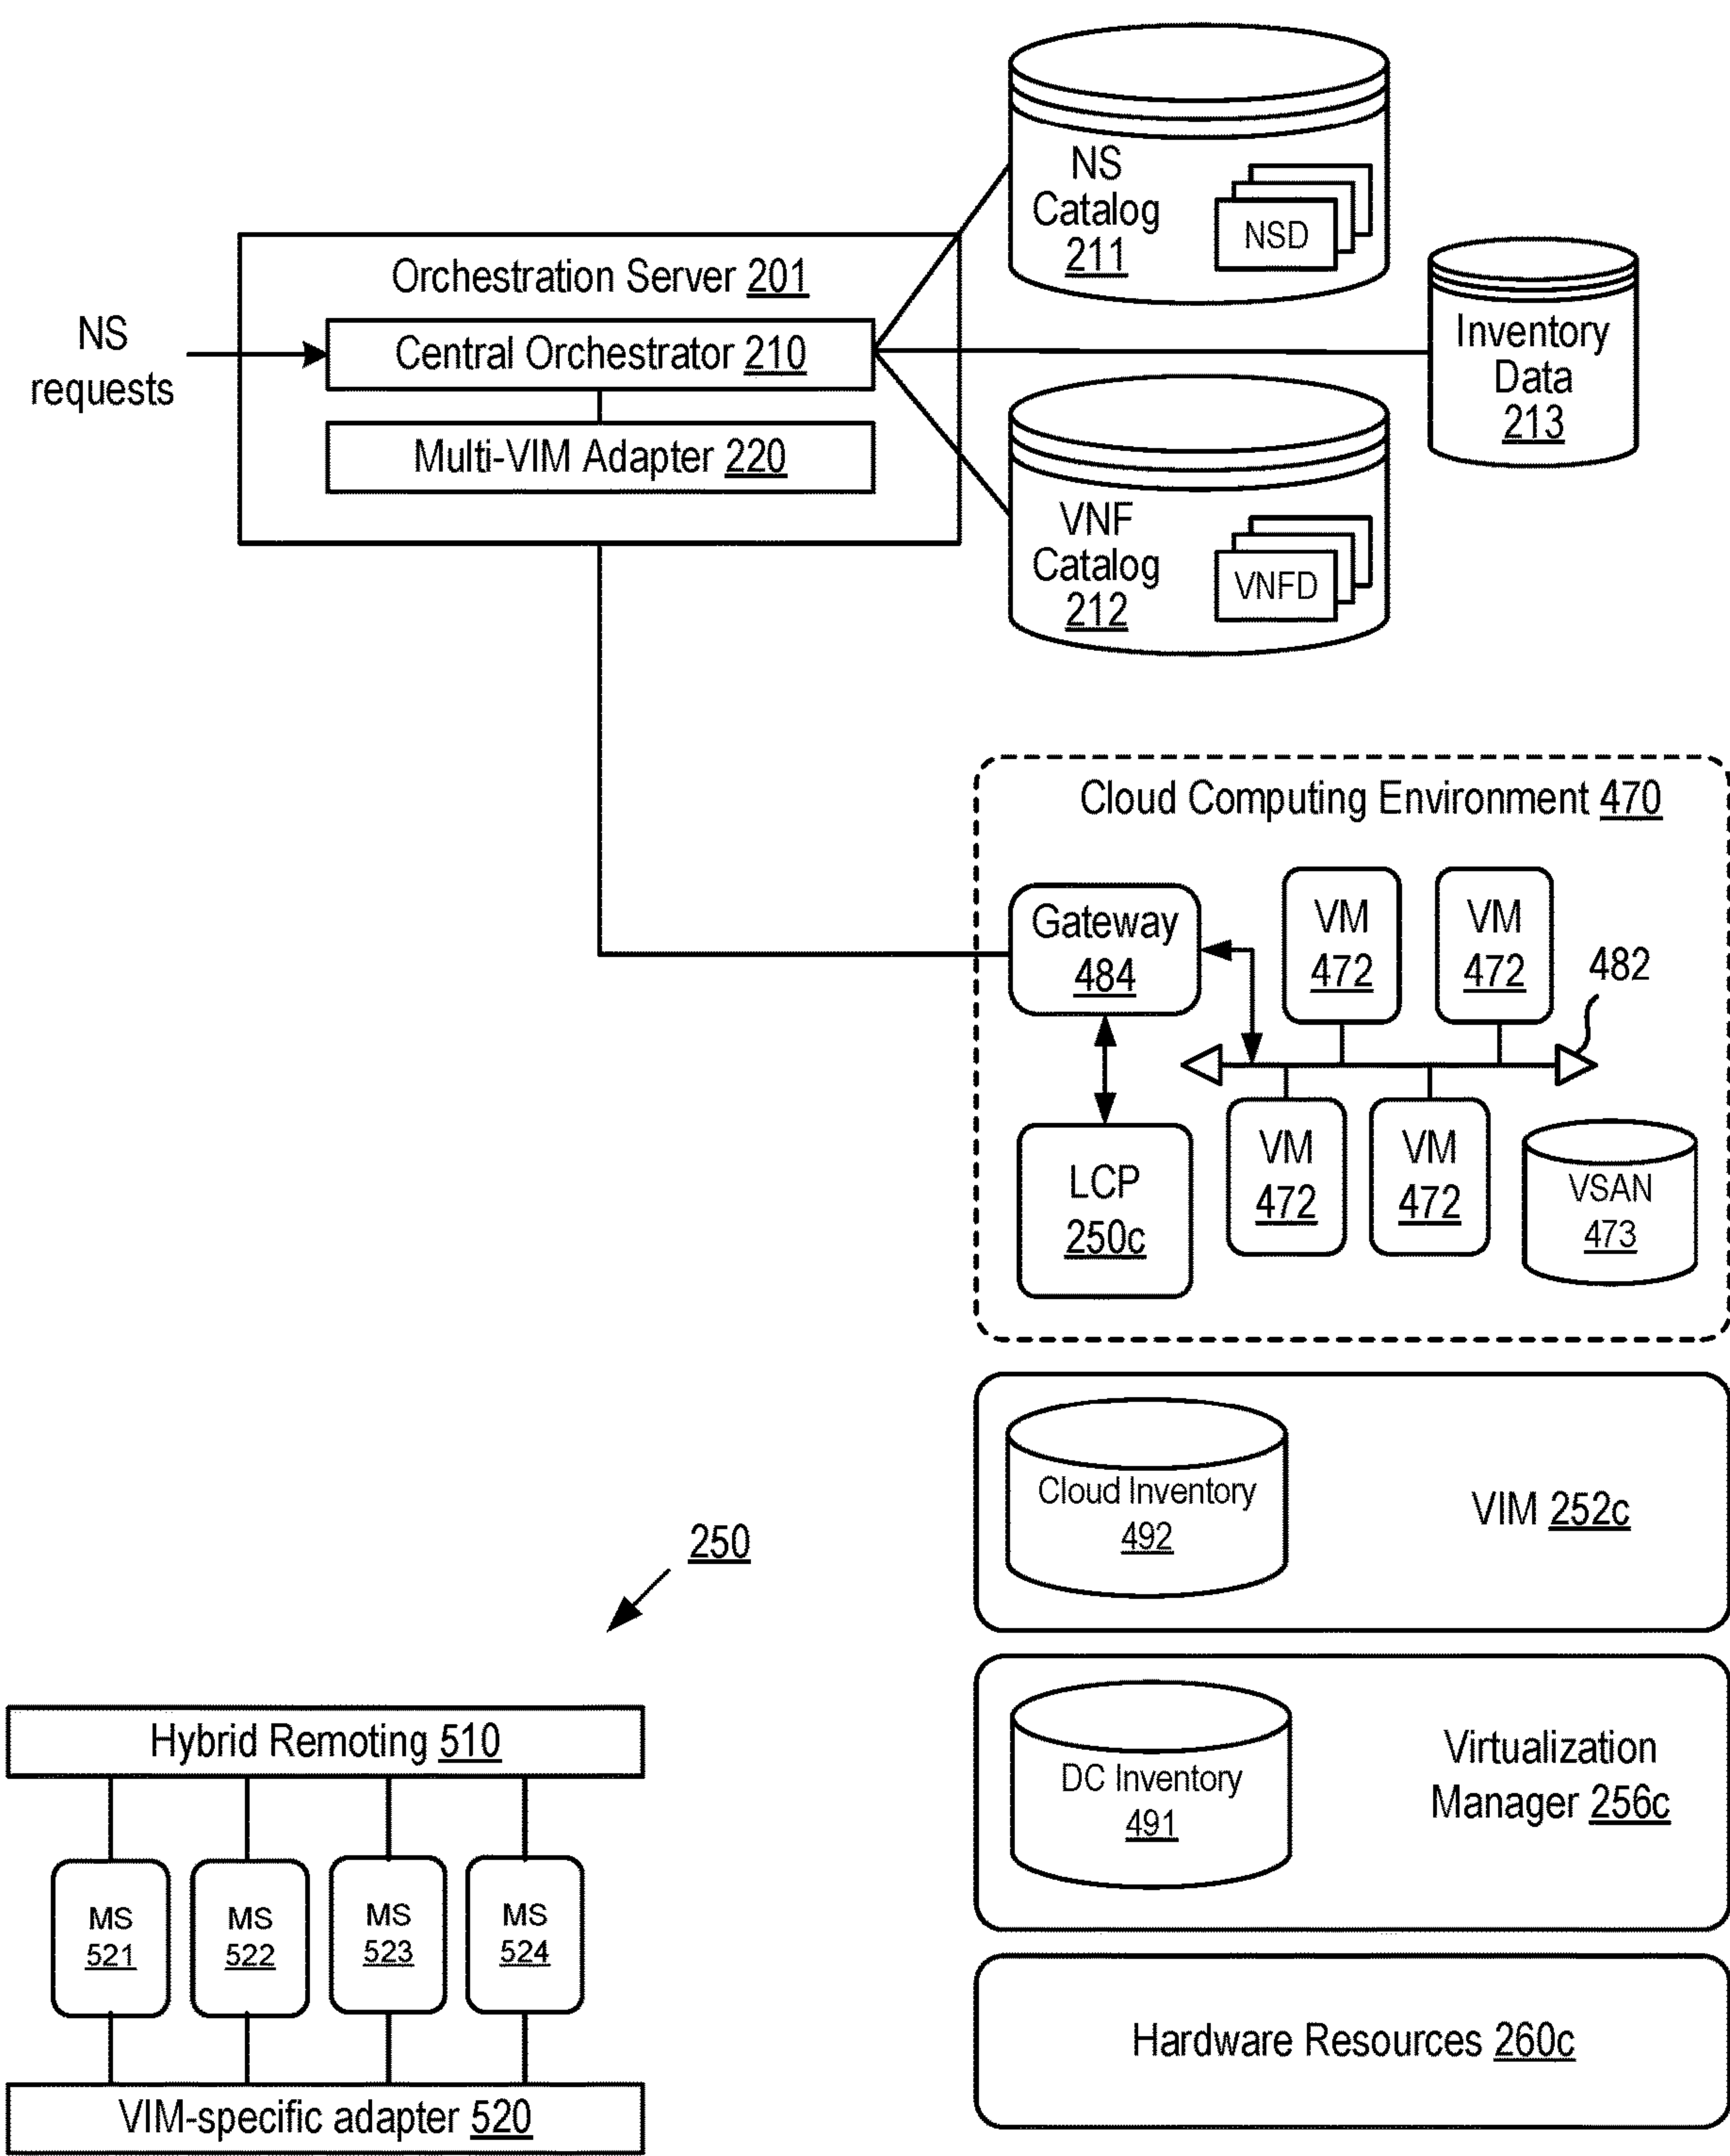 NS
Catalog
211
NSD
Orchestration Server 201
NS
requests
Central Orchestrator 210
Multi-VIM Adapter 220
Inventory
Data
213
VNF
Catalog
212
VNFD
Cloud Computing Environment 470
Gateway
484
VM
472
VM
472
482
LCP
250c
VM
472
VM
472
VSAN
473
Cloud Inventory
492
VIM 252c
250
Hybrid Remoting 510
DC Inventory
491
Virtualization
Manager 256c
MS
521
MS
522
MS
523
MS
524
Hardware Resources 260c
VIM-specific adapter 520